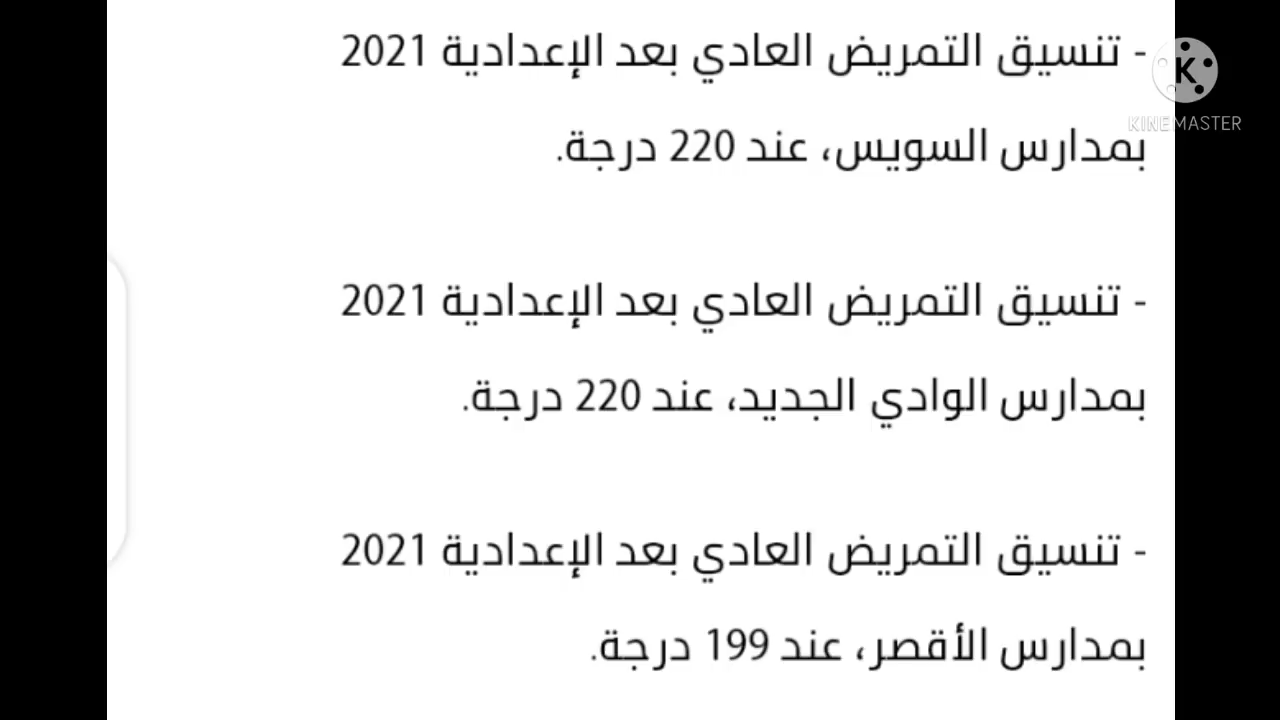 - تنسيق التمريض العادي بعد الإعدادية 2021
K
KINEMASTER
بمدارس السويس، عند 220 درجة.
- تنسيق التمريض العادي بعد الإعدادية 2021
بمدارس الوادي الجديد، عند 220 درجة.
- تنسيق التمريض العادي بعد الإعدادية 2021
بمدارس الأقصر، عند 199 درجة.